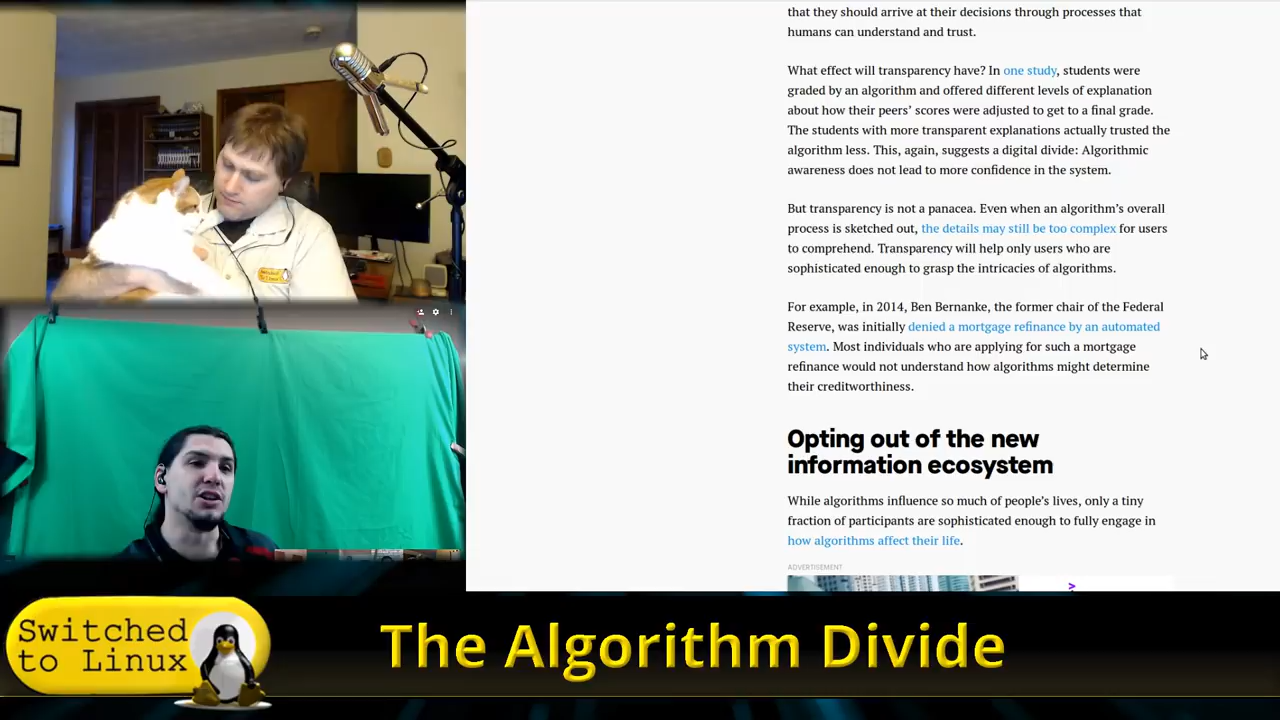 that they should arrive at their decisions through processes that
humans can understand and trust.
What effect will transparency have? In one study, students were
graded by an algorithm and offered different levels of explanation
about how their peers’ scores were adjusted to get to a final grade.
The students with more transparent explanations actually trusted the
algorithm less. This, again, suggests a digital divide: Algorithmic
awareness does not lead to more confidence in the system.
But transparency is not a panacea. Even when an algorithm’s overall
process is sketched out, the details may still be too complex for users
to comprehend. Transparency will help only users who are
sophisticated enough to grasp the intricacies of algorithms.
For example, in 2014, Ben Bernanke, the former chair of the Federal
Reserve, was initially denied a mortgage refinance by an automated
system. Most individuals who are applying for such a mortgage
refinance would not understand how algorithms might determine
their creditworthiness.
Opting out of the new
information ecosystem
While algorithms influence so much of people’s lives, only a tiny
fraction of participants are sophisticated enough to fully engage in
how algorithms affect their life.
ADVERTISEMENT
Switched
to Linux
Switched
to Linux
The Algorithm Divide